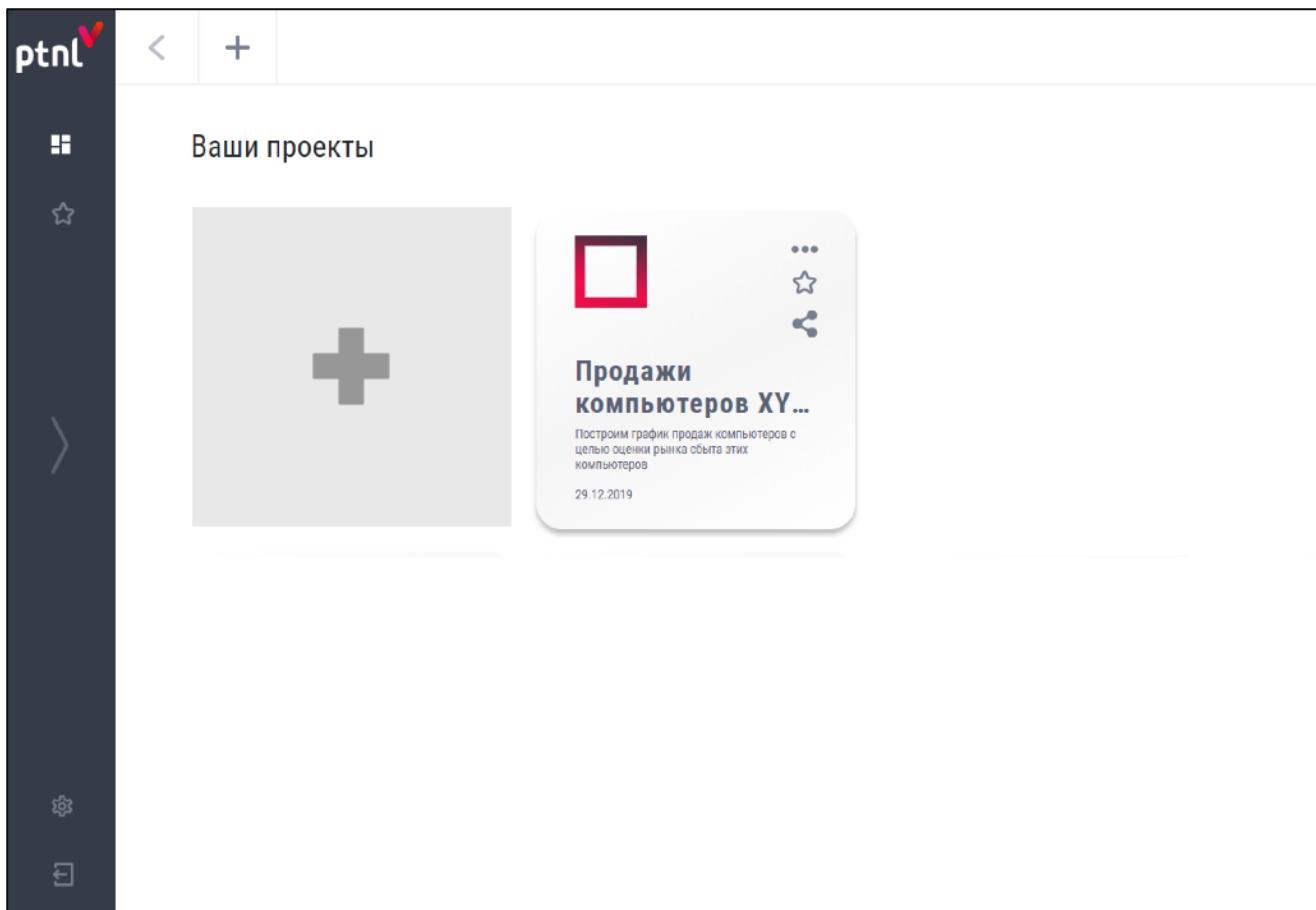 ptnl
Ваши проекты
Продажи
компьютеров XY...
Построим график продаж компьютеров с
целью оценки рынка сбыта этих
компьютеров
29.12.2019